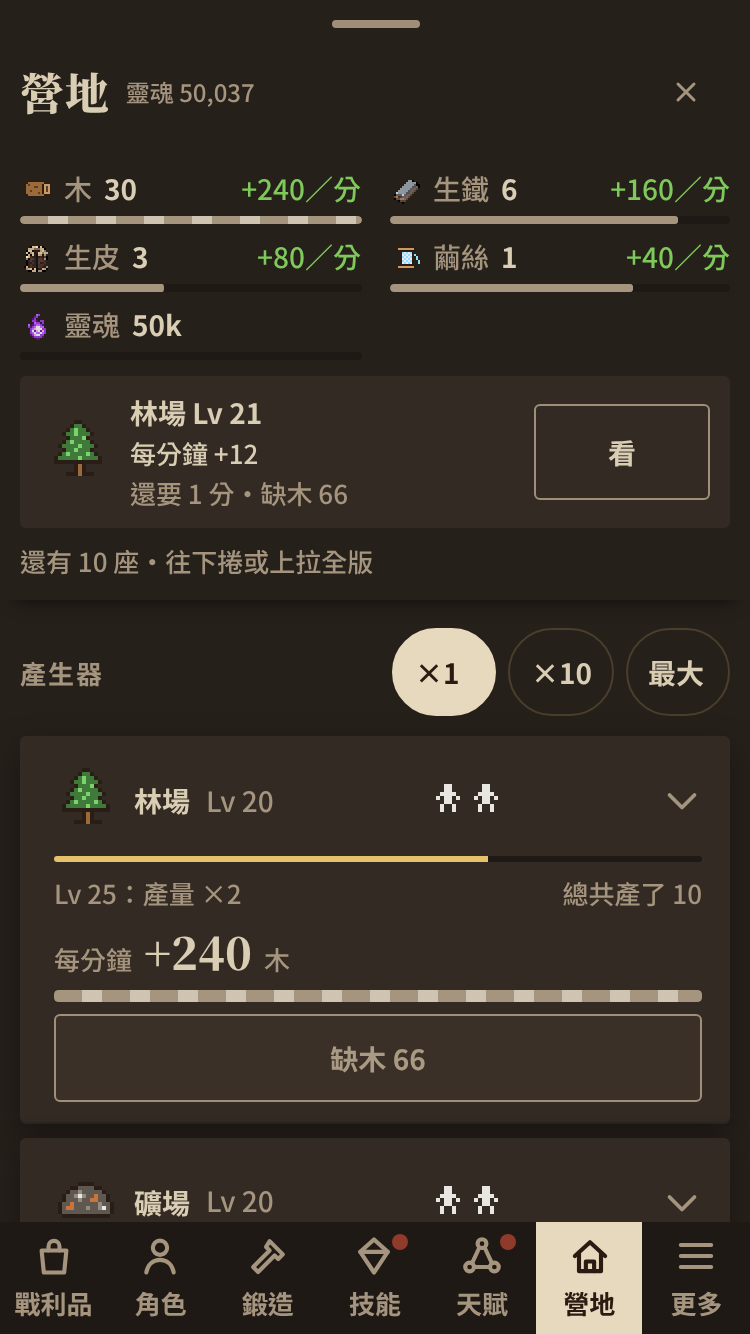 營地 靈魂 50,037
木 30 +240／分
生鐵 6 +160／分
生皮 3 +80／分
繭絲 1 +40／分
靈魂 50k
林場 Lv 21
每分鐘 +12
還要 1 分・缺木 66
看
還有 10 座・往下捲或上拉全版
產生器 ×1 ×10 最大
林場 Lv 20
Lv 25：產量 ×2 總共產了 10
每分鐘 +240 木
缺木 66
礦場 Lv 20
戰利品 角色 鍛造 技能 天賦 營地 更多